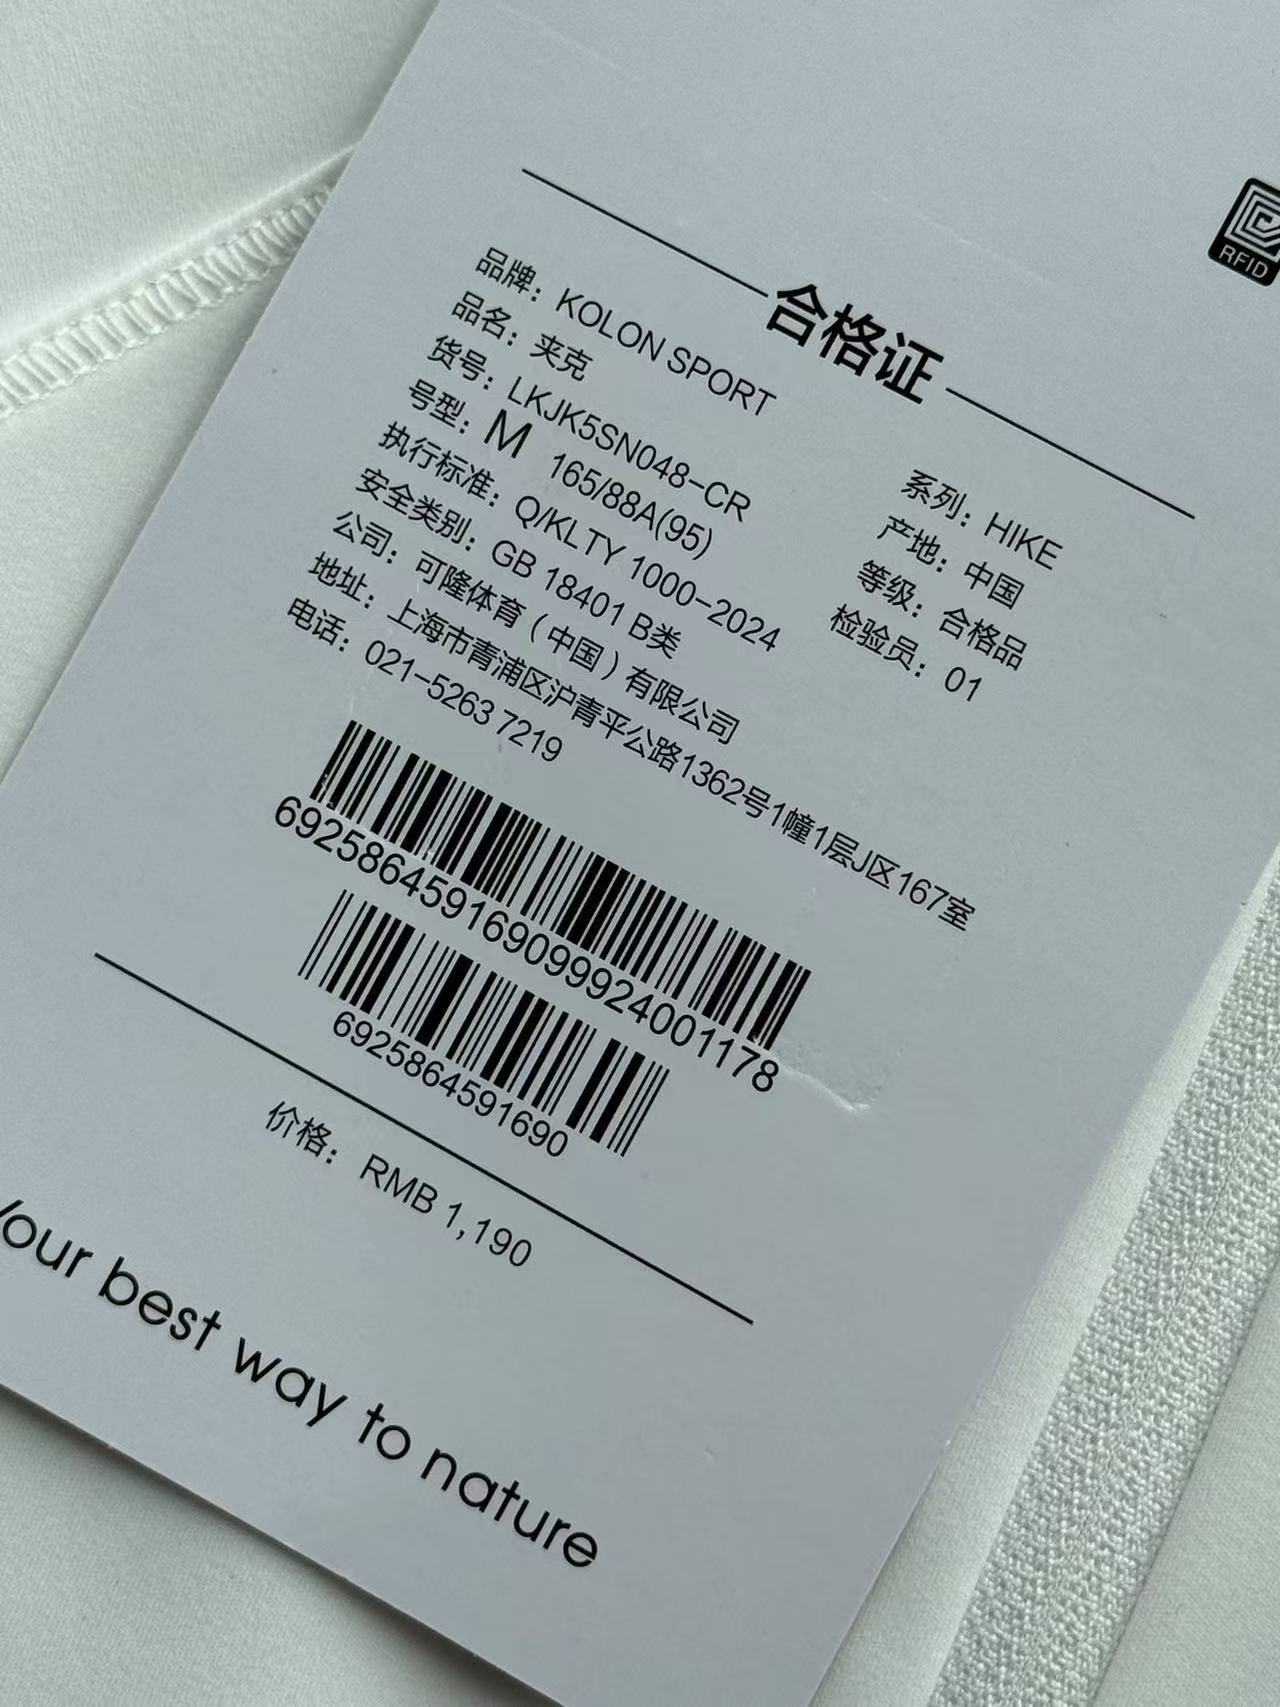 RFID
合格证
品牌：KOLON SPORT
品名：夹克
货号：LKJK5SN048-CR
系列：HIKE
号型：M 165/88A(95)
产地：中国
执行标准：Q/KLTY 1000-2024
等级：合格品
安全类别：GB 18401 B类
检验员：01
公司：可隆体育（中国）有限公司
地址：上海市青浦区沪青平公路1362号1幢1层J区167室
电话：021-5263 7219
692586459169099924001178
6925864591690
价格：RMB 1,190
Your best way to nature